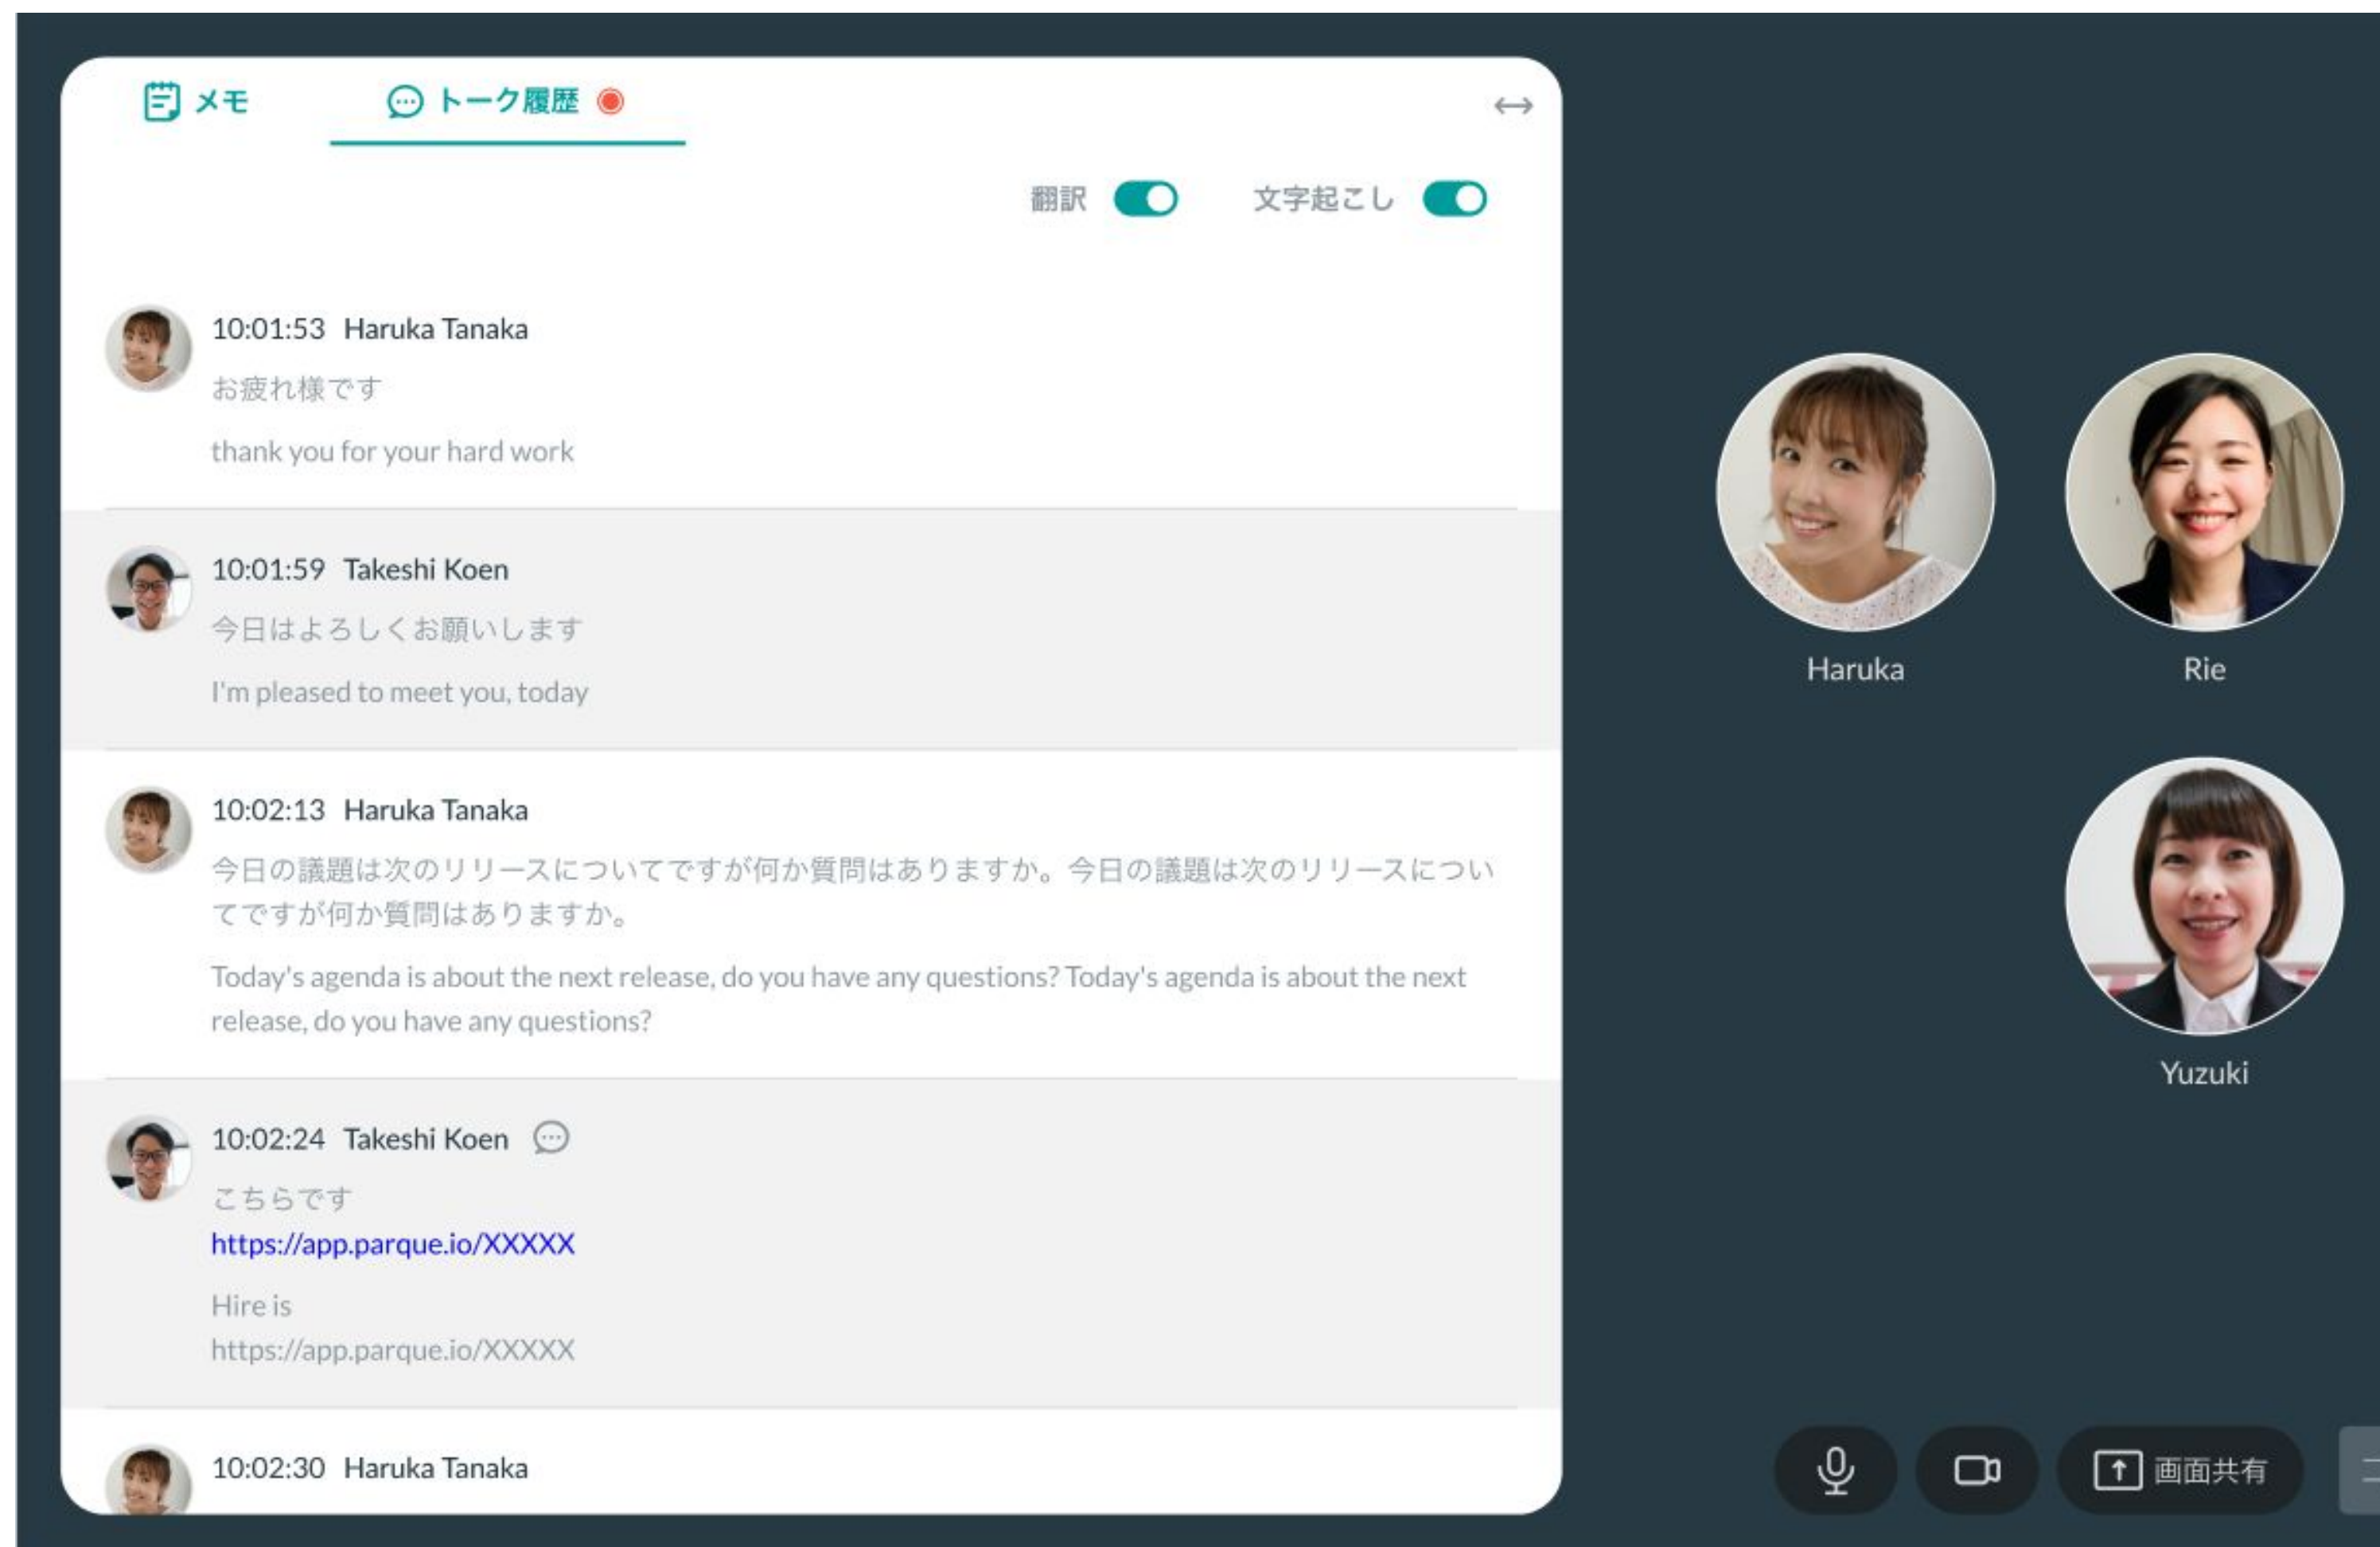 メモ
トーク履歴
翻訳
文字起こし
10:01:53 Haruka Tanaka
お疲れ様です
thank you for your hard work
10:01:59 Takeshi Koen
今日はよろしくお願いします
I'm pleased to meet you, today
10:02:13 Haruka Tanaka
今日の議題は次のリリースについてですが何か質問はありますか。今日の議題は次のリリースについ
てですが何か質問はありますか。
Today's agenda is about the next release, do you have any questions? Today's agenda is about the next
release, do you have any questions?
10:02:24 Takeshi Koen
こちらです
https://app.parque.io/XXXXX
Hire is
https://app.parque.io/XXXXX
10:02:30 Haruka Tanaka
Haruka
Rie
Yuzuki
画面共有